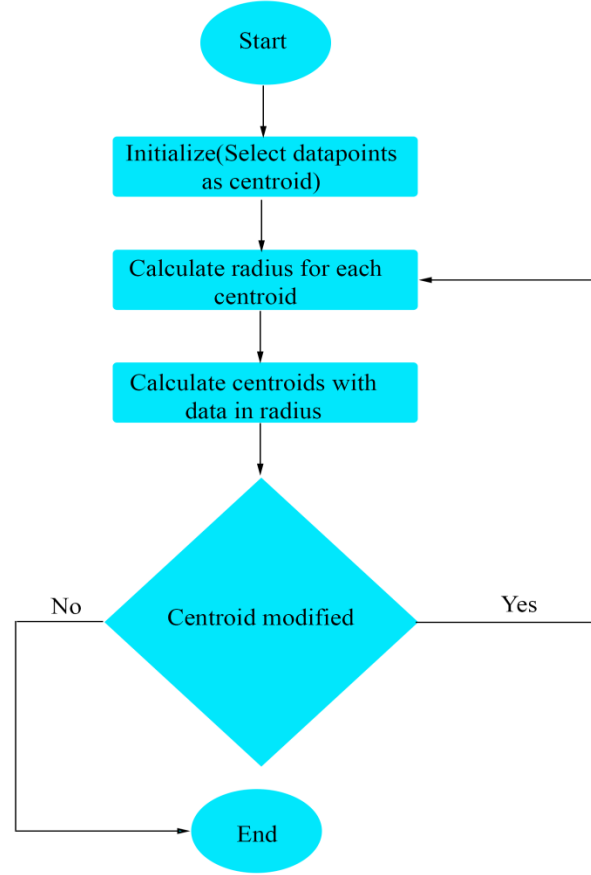 Start
Initialize(Select datapoints
as centroid)
Calculate radius for each
centroid
Calculate centroids with
data in radius
No
Centroid modified
Yes
End